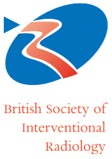 British Society of
Interventional
Radiology